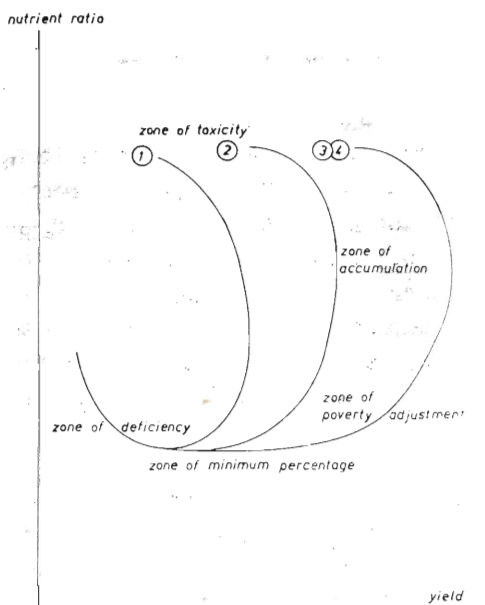 nutrient ratio
zone of toxicity
1
2
3 4
zone of
accumulation
zone of
poverty adjustment
zone of deficiency
zone of minimum percentage
yield